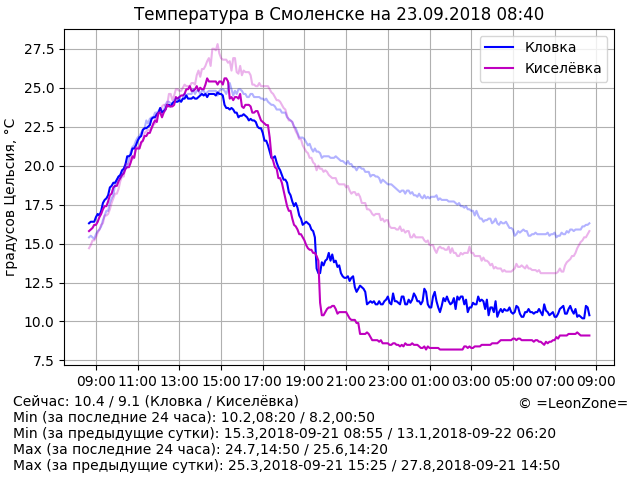 Температура в Смоленске на 23.09.2018 08:40
Кловка
Киселёвка
градусов Цельсия, °C
27.5
25.0
22.5
20.0
17.5
15.0
12.5
10.0
7.5
09:00 11:00 13:00 15:00 17:00 19:00 21:00 23:00 01:00 03:00 05:00 07:00 09:00
Сейчас: 10.4 / 9.1 (Кловка / Киселёвка)
© =LeonZone=
Min (за последние 24 часа): 10.2,08:20 / 8.2,00:50
Min (за предыдущие сутки): 15.3,2018-09-21 08:55 / 13.1,2018-09-22 06:20
Max (за последние 24 часа): 24.7,14:50 / 25.6,14:20
Max (за предыдущие сутки): 25.3,2018-09-21 15:25 / 27.8,2018-09-21 14:50